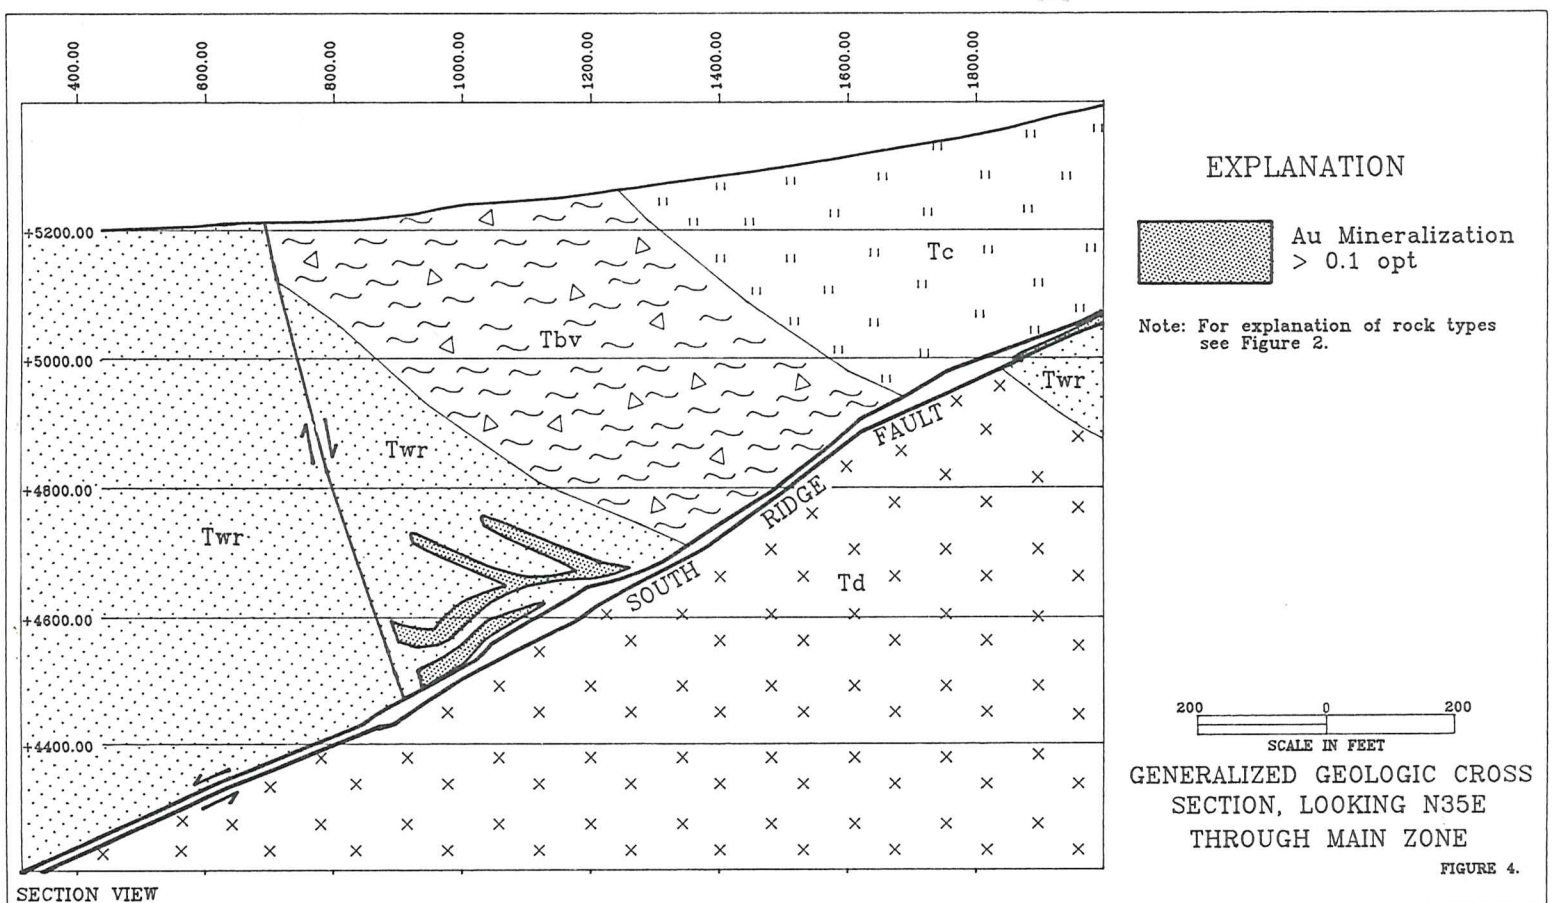 400.00
600.00
800.00
1000.00
1200.00
1400.00
1600.00
1800.00
EXPLANATION
Au Mineralization
> 0.1 opt
Note: For explanation of rock types
see Figure 2.
+5200.00
+5000.00
+4800.00
+4600.00
+4400.00
Tc
Tbv
Twr
Twr
Twr
Td
SOUTH RIDGE FAULT
200 0 200
SCALE IN FEET
GENERALIZED GEOLOGIC CROSS
SECTION, LOOKING N35E
THROUGH MAIN ZONE
FIGURE 4.
SECTION VIEW